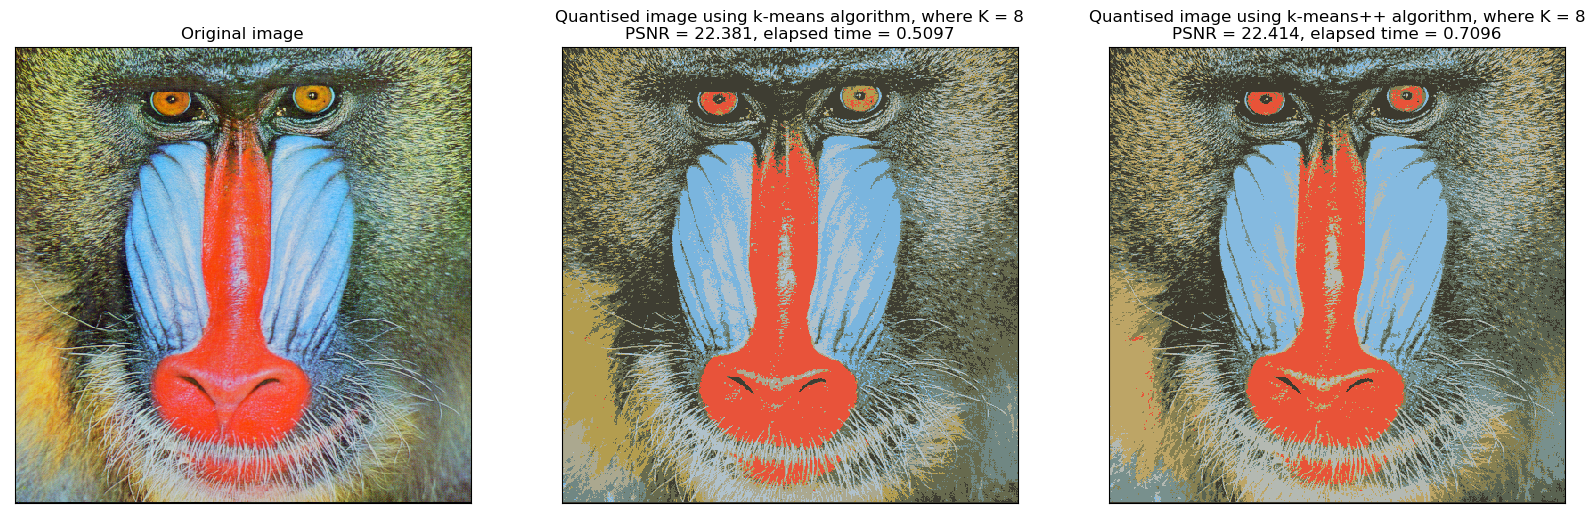 Original image
Quantised image using k-means algorithm, where K = 8
PSNR = 22.381, elapsed time = 0.5097
Quantised image using k-means++ algorithm, where K = 8
PSNR = 22.414, elapsed time = 0.7096